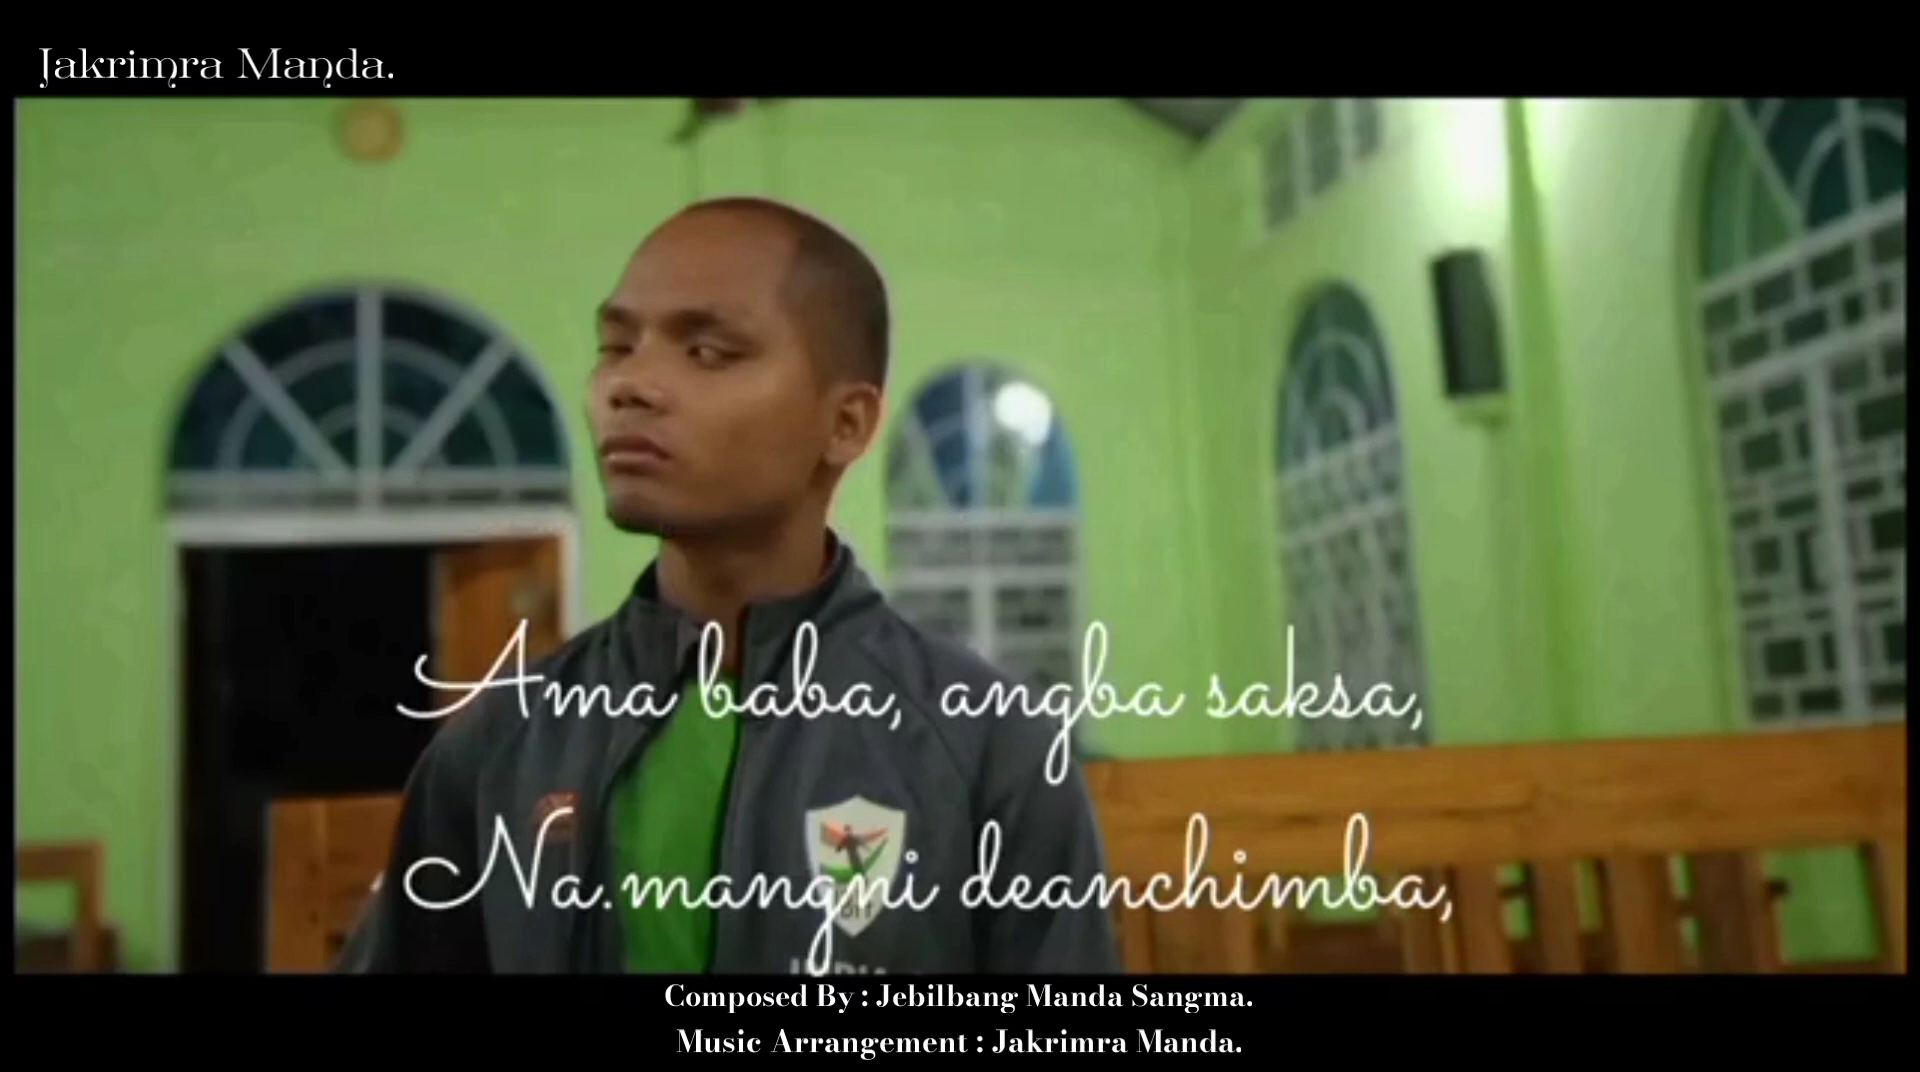 Jakrimra Manda.
Ama baba, angba saksa,
Na.mangni deanchimba,
Composed By : Jebilbang Manda Sangma.
Music Arrangement : Jakrimra Manda.